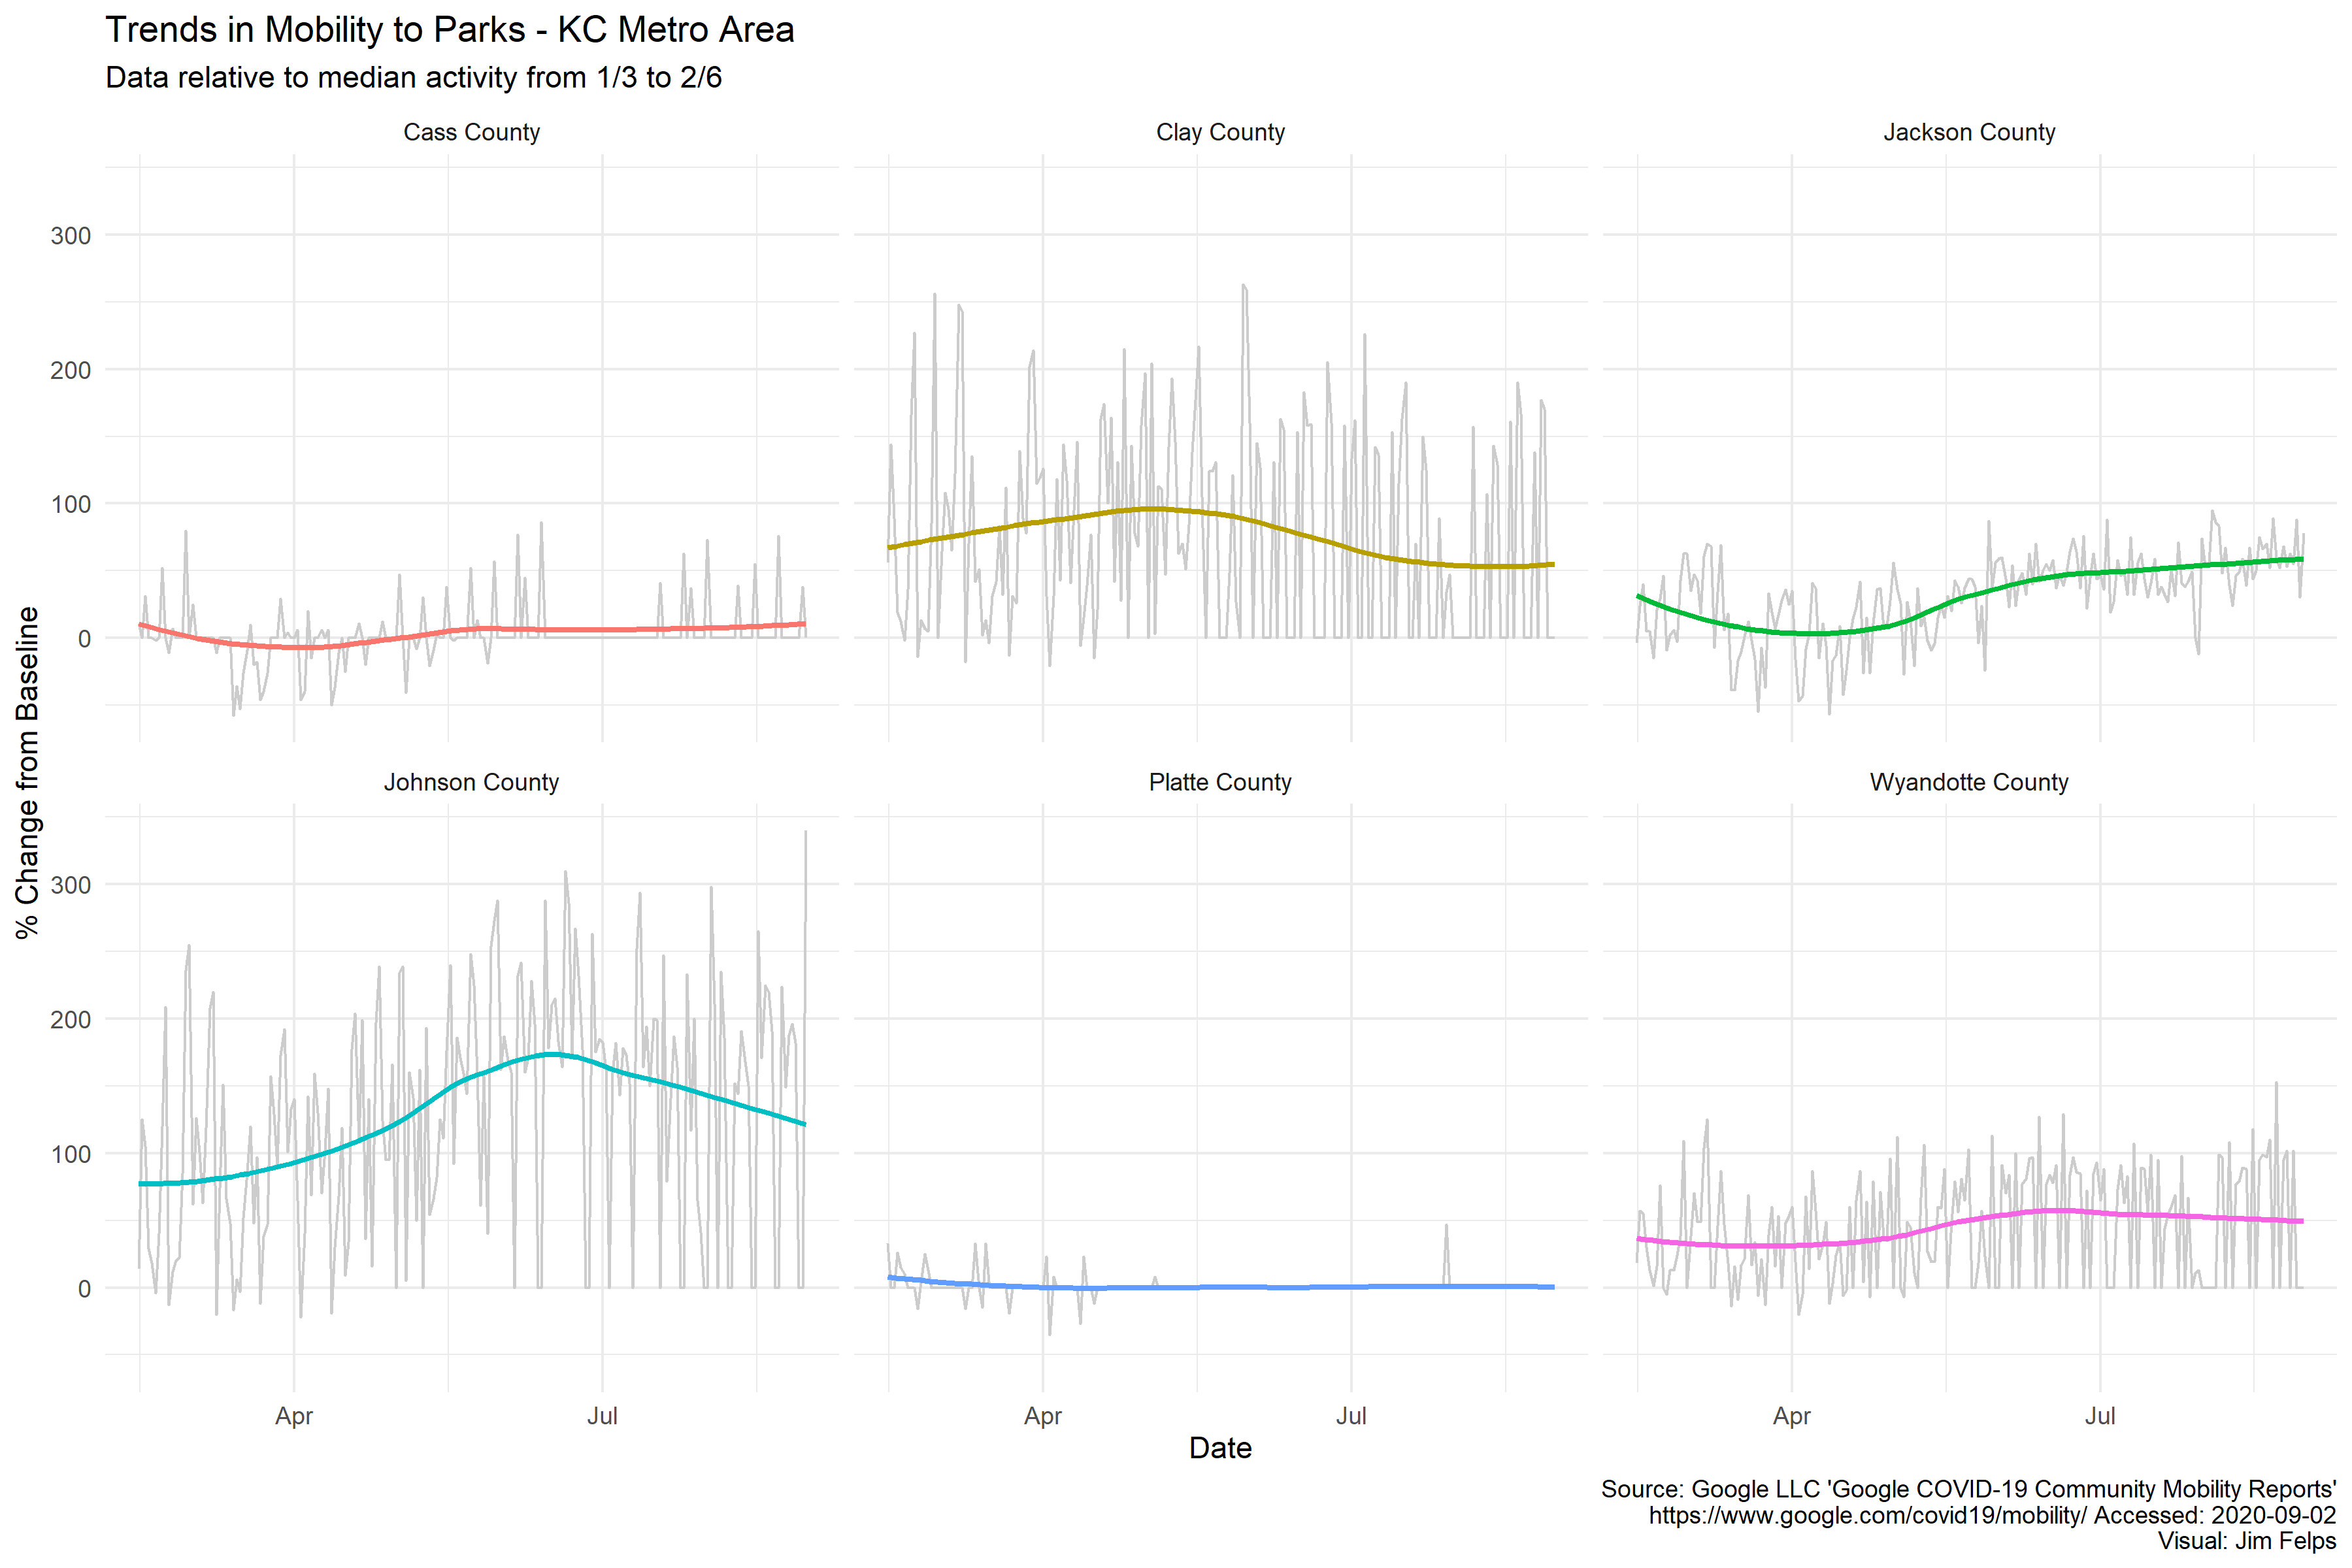 Trends in Mobility to Parks - KC Metro Area
Data relative to median activity from 1/3 to 2/6
Cass County
Clay County
Jackson County
300
200
100
0
% Change from Baseline
Johnson County
Platte County
Wyandotte County
300
200
100
0
Apr
Jul
Apr
Jul
Apr
Jul
Date
Source: Google LLC 'Google COVID-19 Community Mobility Reports'
https://www.google.com/covid19/mobility/ Accessed: 2020-09-02
Visual: Jim Felps